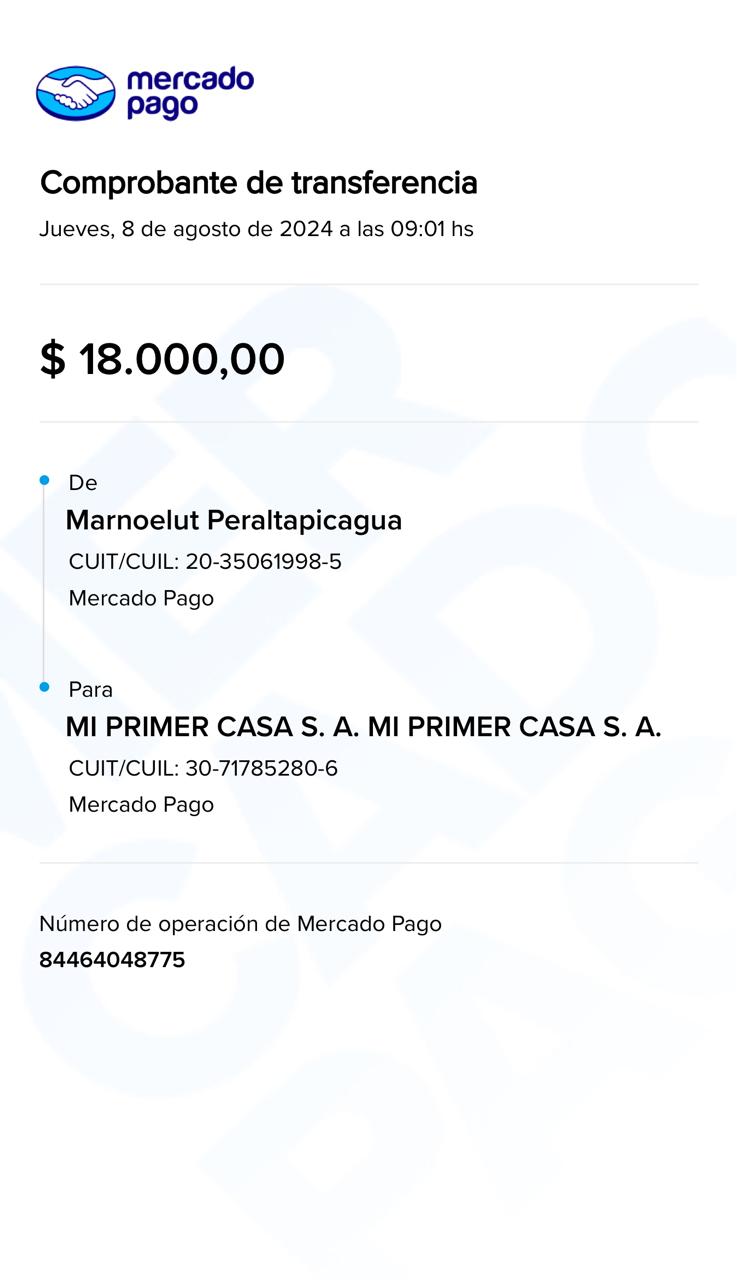 mercado
pago
Comprobante de transferencia
Jueves, 8 de agosto de 2024 a las 09:01 hs
$ 18.000,00
De
Marnoelut Peraltapicagua
CUIT/CUIL: 20-35061998-5
Mercado Pago
Para
MI PRIMER CASA S. A. MI PRIMER CASA S. A.
CUIT/CUIL: 30-71785280-6
Mercado Pago
Número de operación de Mercado Pago
84464048775